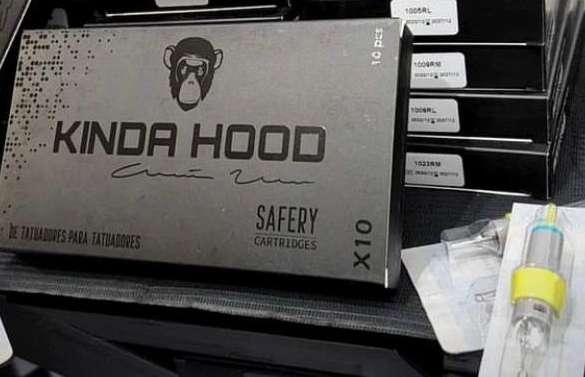 10 pcs
KINDA HOOD
SAFERY
CARTRIDGES
DE TATUADORES PARA TATUADORES
X10
1005RL
1009RM
1009RL
1023RM